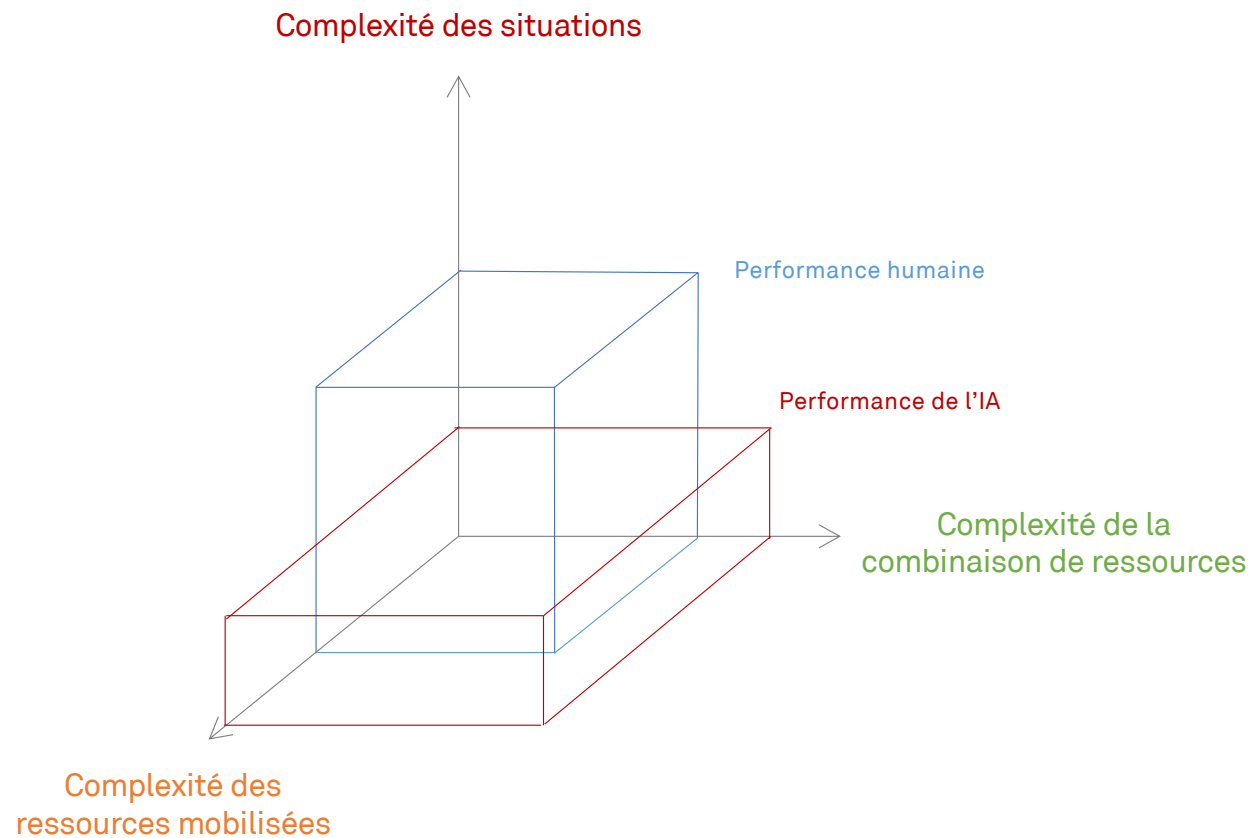 Complexité des situations
Performance humaine
Performance de l’IA
Complexité de la
combinaison de ressources
Complexité des
ressources mobilisées